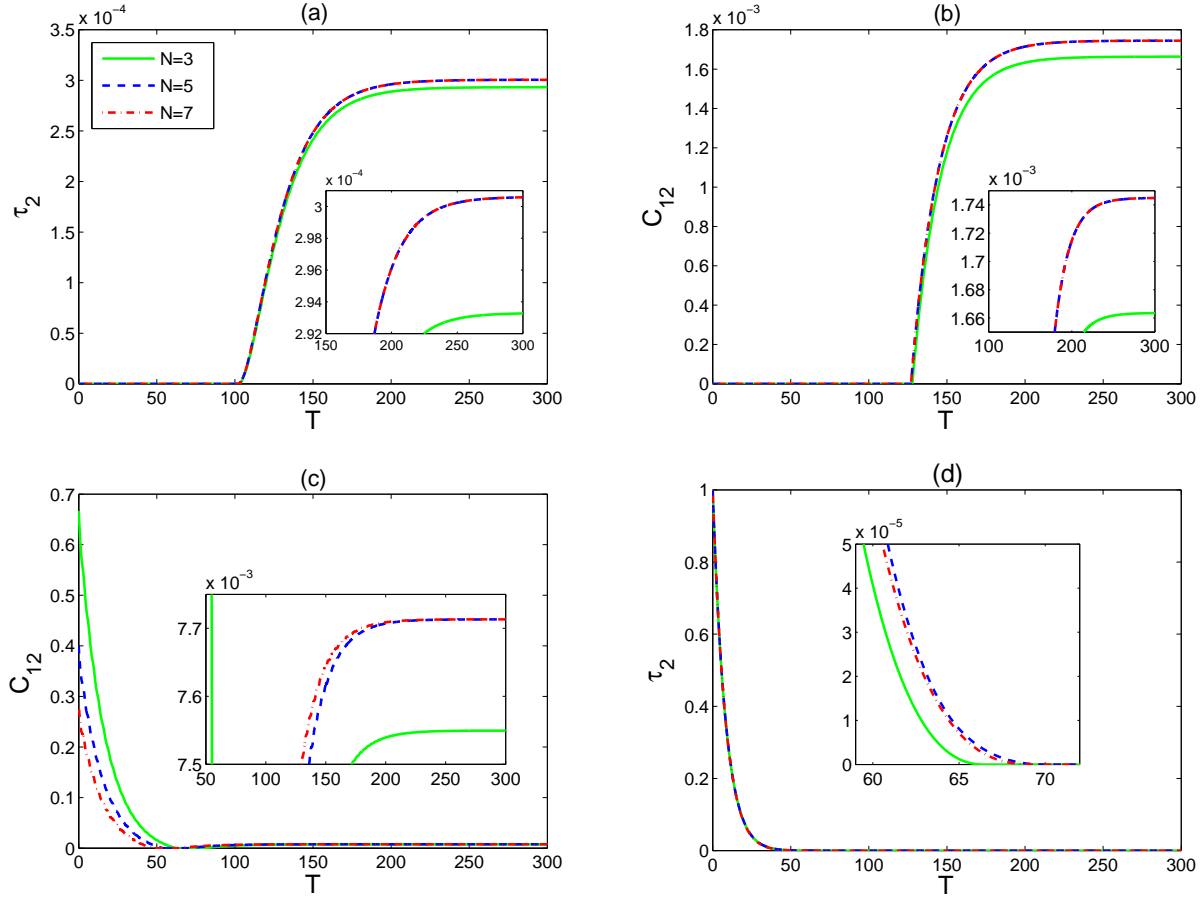 (a)
x 10⁻⁴
3.5
3
2.5
2
1.5
1
0.5
0
τ₂
N=3
N=5
N=7
x 10⁻⁴
3
2.98
2.96
2.94
2.92
150 200 250 300
0 50 100 150 200 250 300
T
(b)
x 10⁻³
1.8
1.6
1.4
1.2
1
0.8
0.6
0.4
0.2
0
C₁₂
x 10⁻³
1.74
1.72
1.7
1.68
1.66
100 200 300
0 50 100 150 200 250 300
T
(c)
0.7
0.6
0.5
0.4
0.3
0.2
0.1
0
C₁₂
x 10⁻³
7.7
7.6
7.5
50 100 150 200 250 300
0 50 100 150 200 250 300
T
(d)
1
0.8
0.6
0.4
0.2
0
τ₂
x 10⁻⁵
5
4
3
2
1
0
60 65 70
0 50 100 150 200 250 300
T